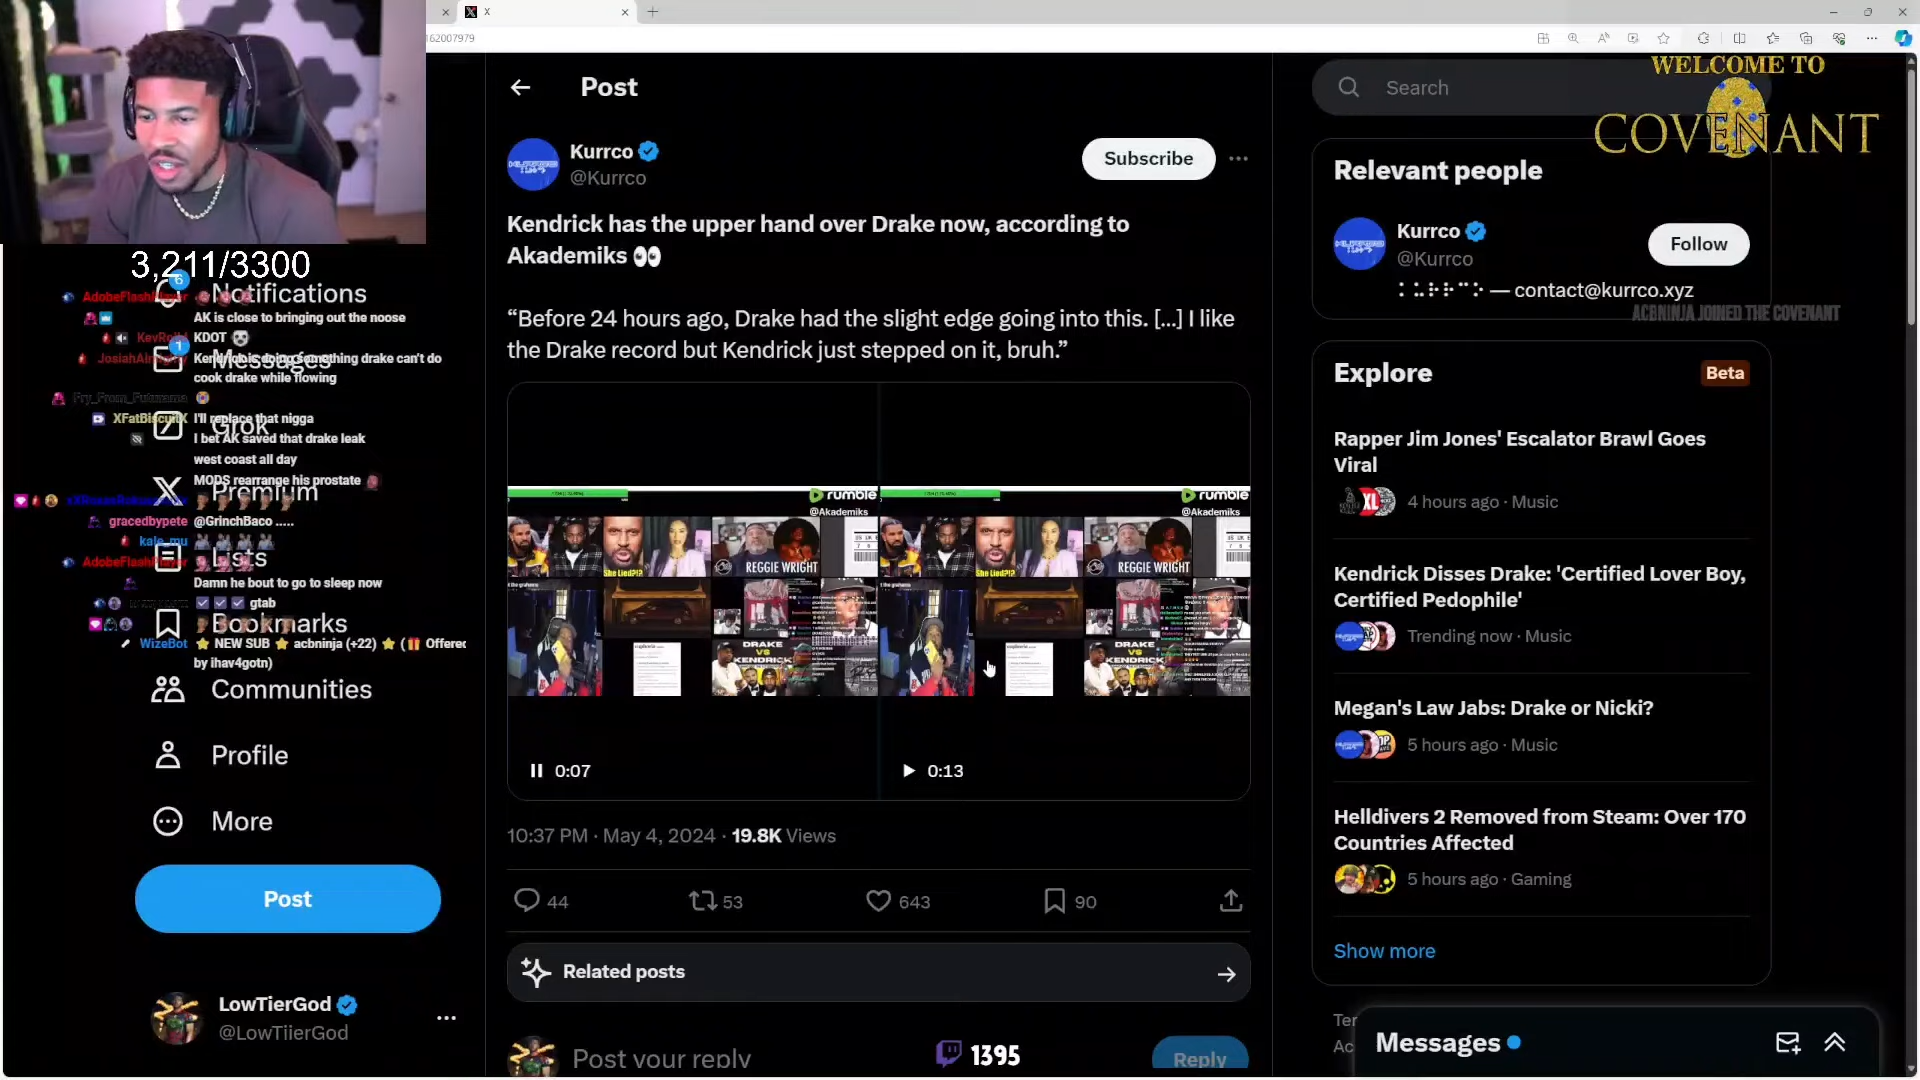 X
162007979
WELCOME TO
COVENANT
Post
Search
Kurrco
@Kurrco
Subscribe
Relevant people
Kendrick has the upper hand over Drake now, according to
Akademiks 👀
Kurrco
@Kurrco
Follow
— contact@kurrco.xyz
ACBNINJA JOINED THE COVENANT
“Before 24 hours ago, Drake had the slight edge going into this. [...] I like
the Drake record but Kendrick just stepped on it, bruh.”
3,211/3300
6
Notifications
AdobeFlashPlayer
AK is close to bringing out the noose
KDOT
1
Messages
Kendrick is doing something drake can't do
cook drake while flowing
Fry_From_Futurama
XFatBiscuitX I'll replace that nigga
Grok
I bet AK saved that drake leak
west coast all day
MODS rearrange his prostate
Premium
gracedbypete @GrinchBaco .....
kale_mu
Lists
AdobeFlashPlayer
Damn he bout to go to sleep now
gtab
Bookmarks
WizeBot ⭐ NEW SUB ⭐ acbninja (+22) ⭐ (🎁 Offered
by ihav4gotn)
Communities
Profile
More
Post
LowTierGod
@LowTiierGod
rumble
@Akademiks
She Lied?!?
REGGIE WRIGHT
DRAKE
VS
KENDRICK
rumble
@Akademiks
She Lied?!?
REGGIE WRIGHT
DRAKE
VS
KENDRICK
0:07
0:13
10:37 PM · May 4, 2024 · 19.8K Views
44
53
643
90
Related posts
Post your reply
1395
Reply
Explore
Beta
Rapper Jim Jones' Escalator Brawl Goes
Viral
4 hours ago · Music
Kendrick Disses Drake: 'Certified Lover Boy,
Certified Pedophile'
Trending now · Music
Megan's Law Jabs: Drake or Nicki?
5 hours ago · Music
Helldivers 2 Removed from Steam: Over 170
Countries Affected
5 hours ago · Gaming
Show more
Messages